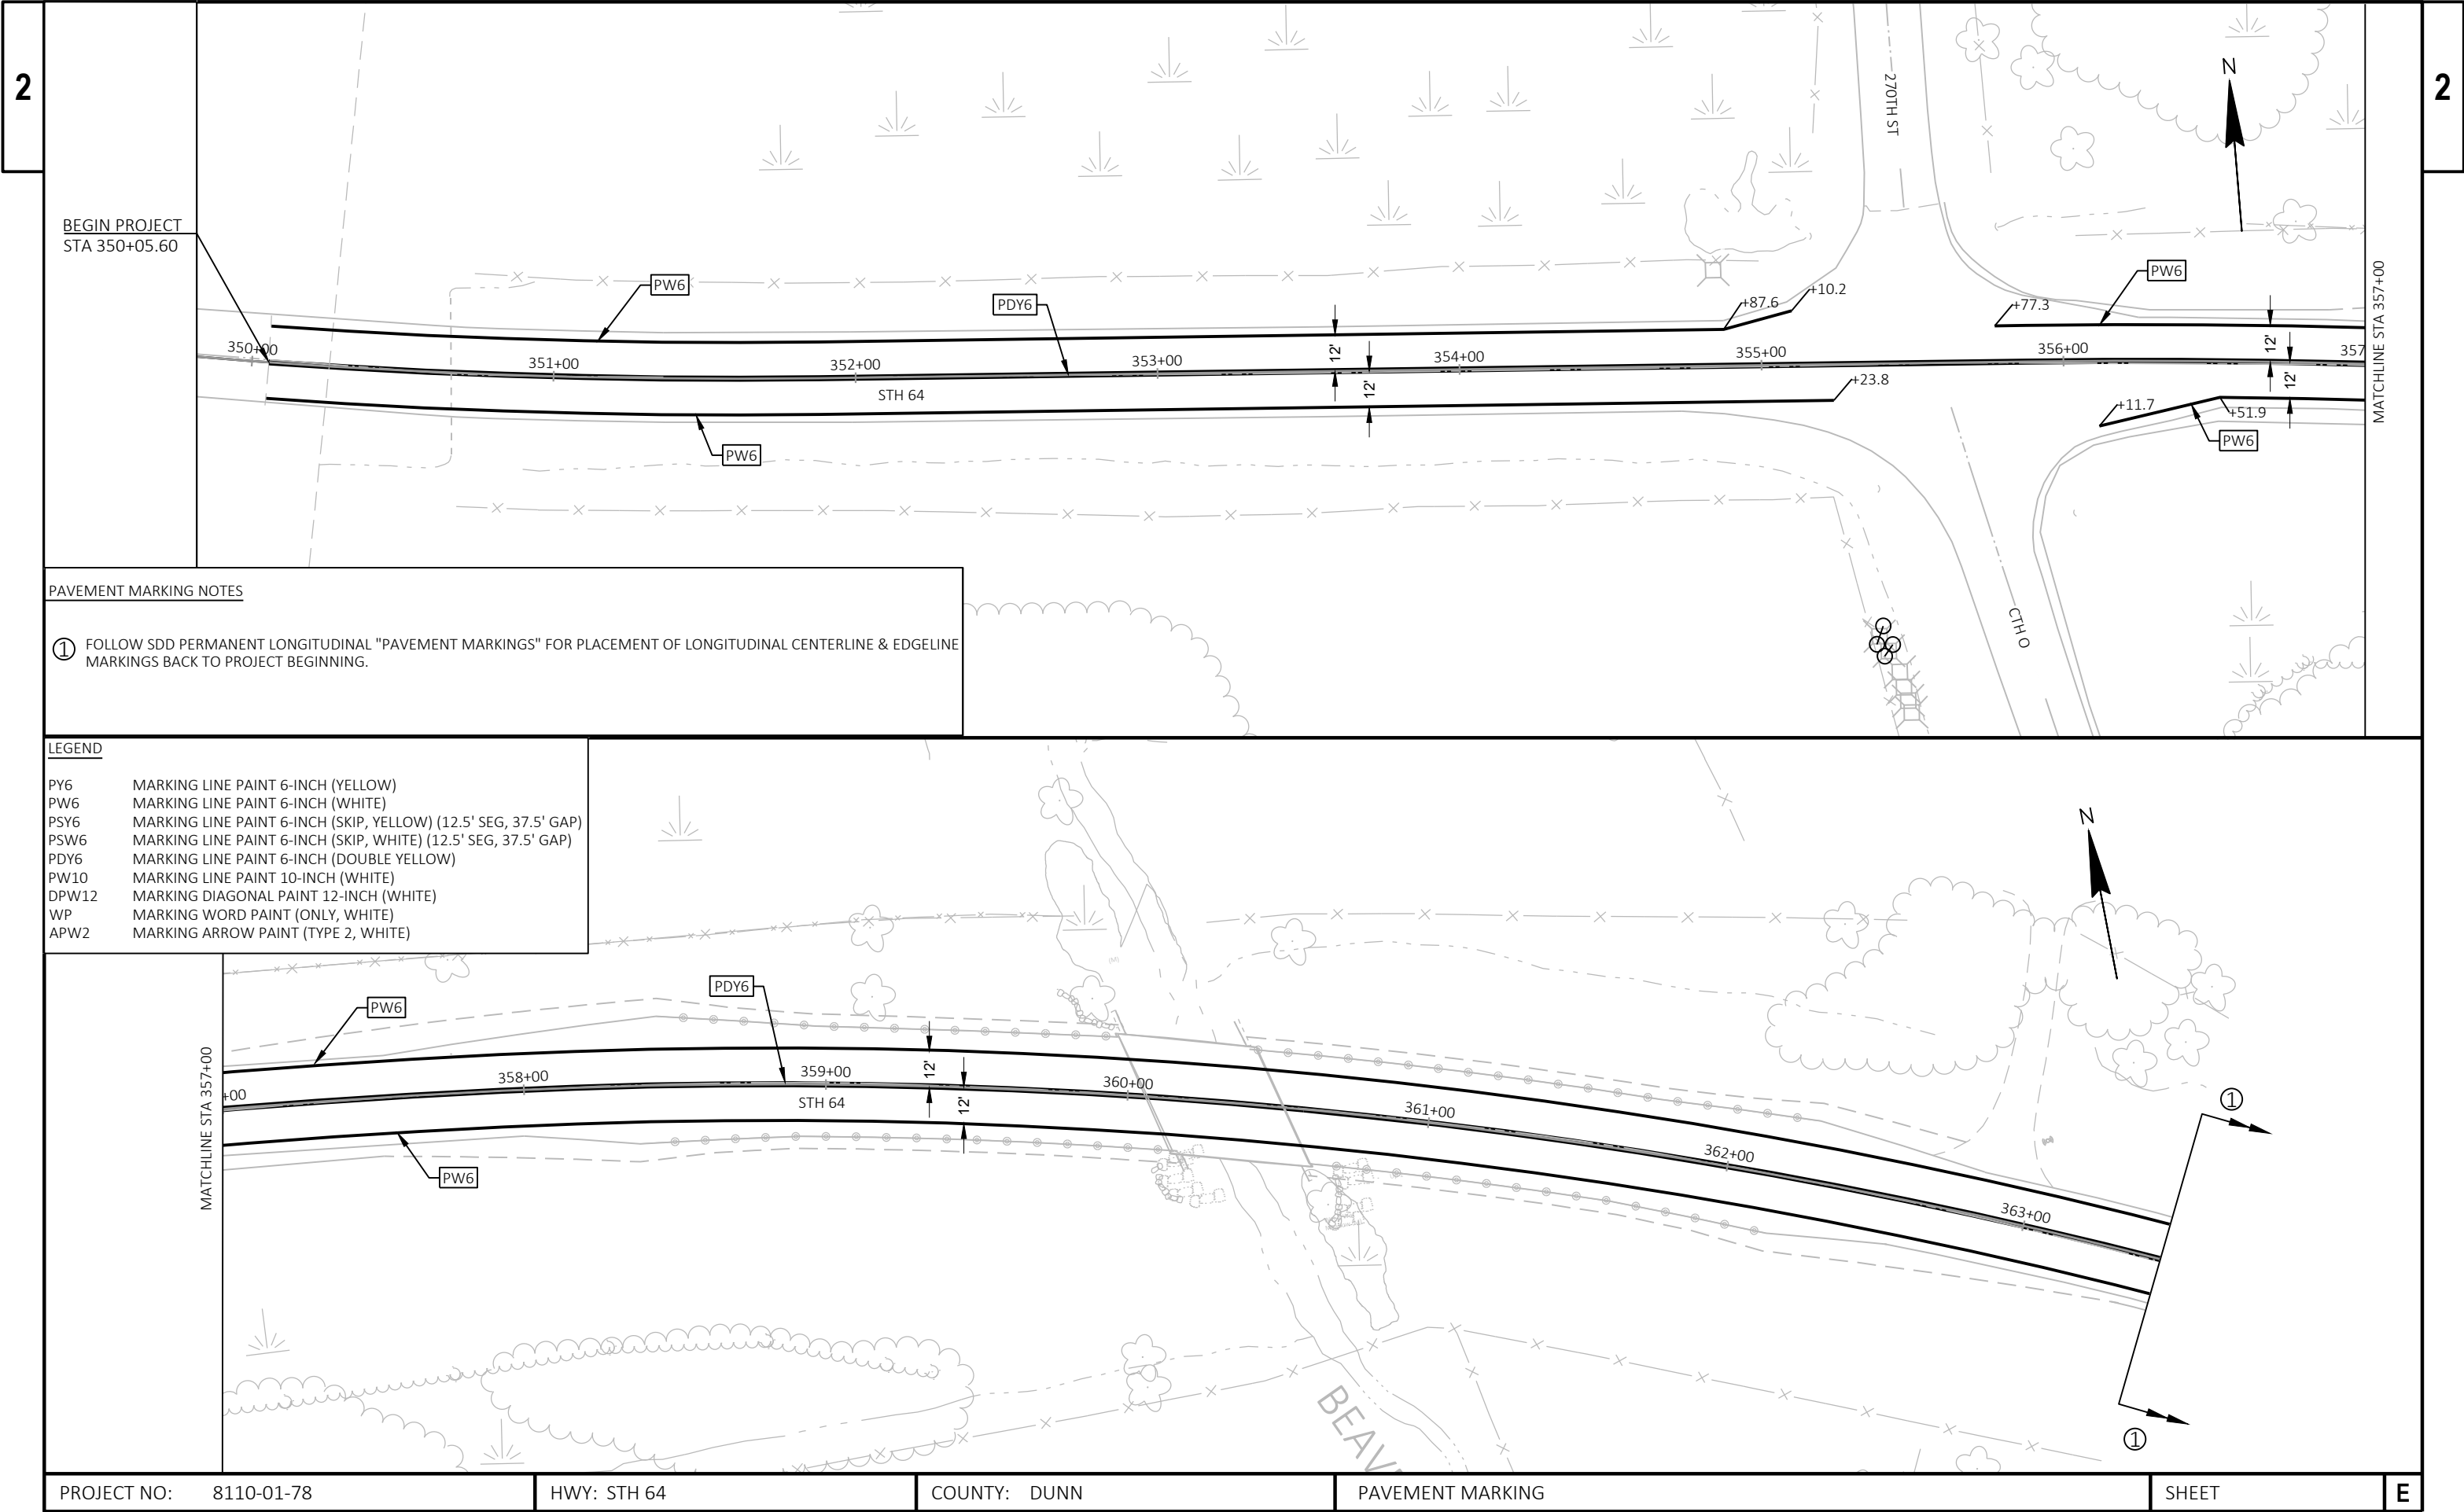 2
2
270TH ST
N
BEGIN PROJECT
STA 350+05.60
PW6
PDY6
+87.6
+10.2
+77.3
PW6
MATCHLINE STA 357+00
350+00
351+00
352+00
353+00
12'
354+00
355+00
356+00
12'
357
STH 64
12'
+23.8
12'
+11.7
+51.9
PW6
PW6
CTH O
PAVEMENT MARKING NOTES
1 FOLLOW SDD PERMANENT LONGITUDINAL "PAVEMENT MARKINGS" FOR PLACEMENT OF LONGITUDINAL CENTERLINE & EDGELINE
MARKINGS BACK TO PROJECT BEGINNING.
LEGEND
PY6 MARKING LINE PAINT 6-INCH (YELLOW)
PW6 MARKING LINE PAINT 6-INCH (WHITE)
PSY6 MARKING LINE PAINT 6-INCH (SKIP, YELLOW) (12.5' SEG, 37.5' GAP)
PSW6 MARKING LINE PAINT 6-INCH (SKIP, WHITE) (12.5' SEG, 37.5' GAP)
PDY6 MARKING LINE PAINT 6-INCH (DOUBLE YELLOW)
PW10 MARKING LINE PAINT 10-INCH (WHITE)
DPW12 MARKING DIAGONAL PAINT 12-INCH (WHITE)
WP MARKING WORD PAINT (ONLY, WHITE)
APW2 MARKING ARROW PAINT (TYPE 2, WHITE)
N
PDY6
PW6
MATCHLINE STA 357+00
+00
358+00
359+00
12'
360+00
361+00
362+00
363+00
STH 64
12'
PW6
1
1
BEAV
PROJECT NO: 8110-01-78
HWY: STH 64
COUNTY: DUNN
PAVEMENT MARKING
SHEET
E